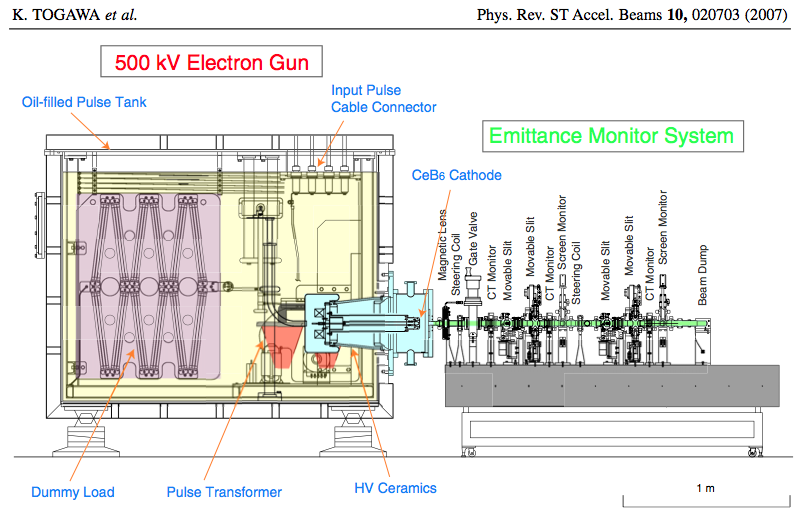 K. TOGAWA et al.
Phys. Rev. ST Accel. Beams 10, 020703 (2007)
500 kV Electron Gun
Oil-filled Pulse Tank
Input Pulse
Cable Connector
Emittance Monitor System
CeB6 Cathode
Magnetic Lens
Steering Coil
Gate Valve
CT Monitor
Movable Slit
Movable Slit
CT Monitor
Screen Monitor
Steering Coil
Movable Slit
Movable Slit
CT Monitor
Screen Monitor
Beam Dump
Dummy Load
Pulse Transformer
HV Ceramics
1 m